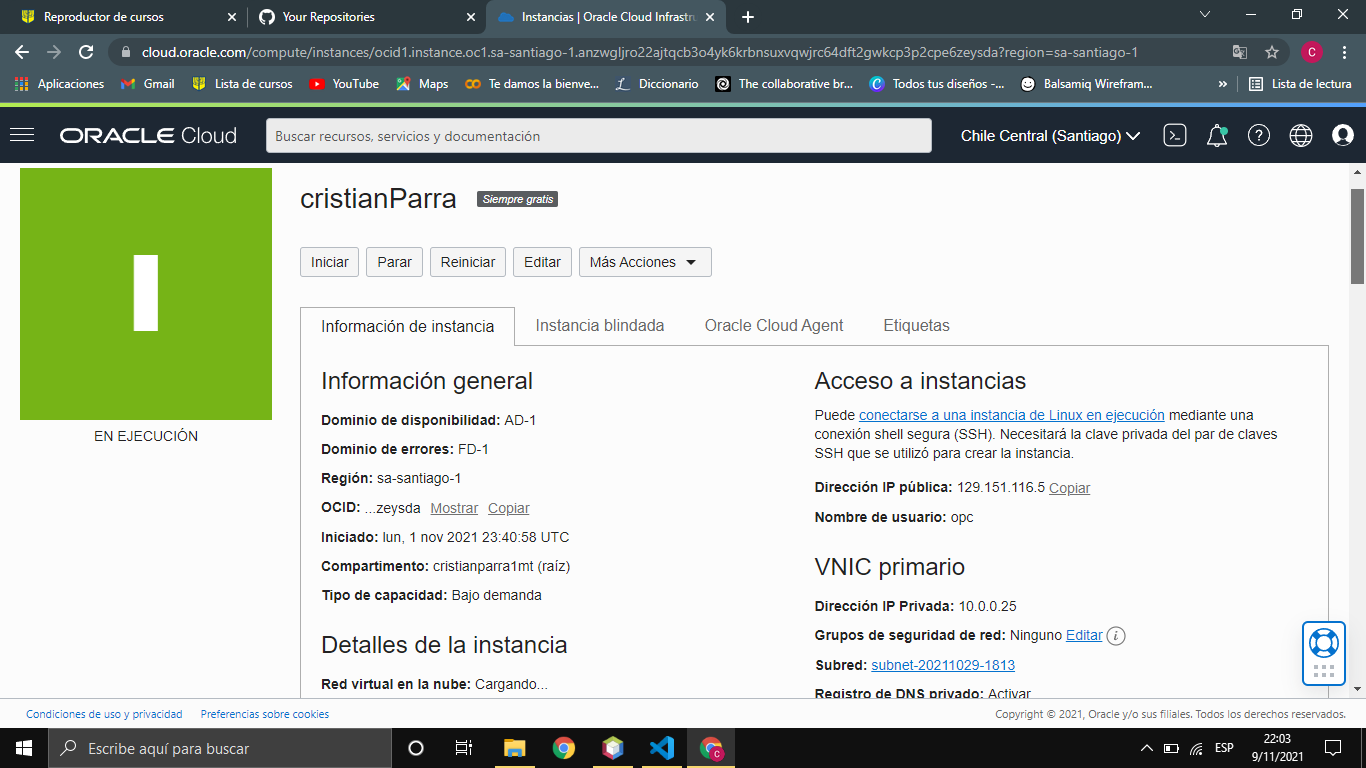 Reproductor de cursos
Your Repositories
Instancias | Oracle Cloud Infrastru
cloud.oracle.com/compute/instances/ocid1.instance.oc1.sa-santiago-1.anzwgljro22ajtqcb3o4yk6krbnsuxvqwjrc64dft2gwkcp3p2cpe6zeysda?region=sa-santiago-1
C
Aplicaciones
Gmail
Lista de cursos
YouTube
Maps
Te damos la bienve...
Diccionario
The collaborative br...
Todos tus diseños -...
Balsamiq Wirefram...
»
Lista de lectura
ORACLE Cloud
Buscar recursos, servicios y documentación
Chile Central (Santiago)
I
EN EJECUCIÓN
cristianParra
Siempre gratis
Iniciar
Parar
Reiniciar
Editar
Más Acciones
Información de instancia
Instancia blindada
Oracle Cloud Agent
Etiquetas
Información general
Dominio de disponibilidad: AD-1
Dominio de errores: FD-1
Región: sa-santiago-1
OCID: ...zeysda Mostrar Copiar
Iniciado: lun, 1 nov 2021 23:40:58 UTC
Compartimento: cristianparra1mt (raíz)
Tipo de capacidad: Bajo demanda
Detalles de la instancia
Red virtual en la nube: Cargando...
Acceso a instancias
Puede conectarse a una instancia de Linux en ejecución mediante una
conexión shell segura (SSH). Necesitará la clave privada del par de claves
SSH que se utilizó para crear la instancia.
Dirección IP pública: 129.151.116.5 Copiar
Nombre de usuario: opc
VNIC primario
Dirección IP Privada: 10.0.0.25
Grupos de seguridad de red: Ninguno Editar
Subred: subnet-20211029-1813
Registro de DNS privado: Activar
Condiciones de uso y privacidad
Preferencias sobre cookies
Copyright © 2021, Oracle y/o sus filiales. Todos los derechos reservados.
Escribe aquí para buscar
C
ESP
22:03
9/11/2021